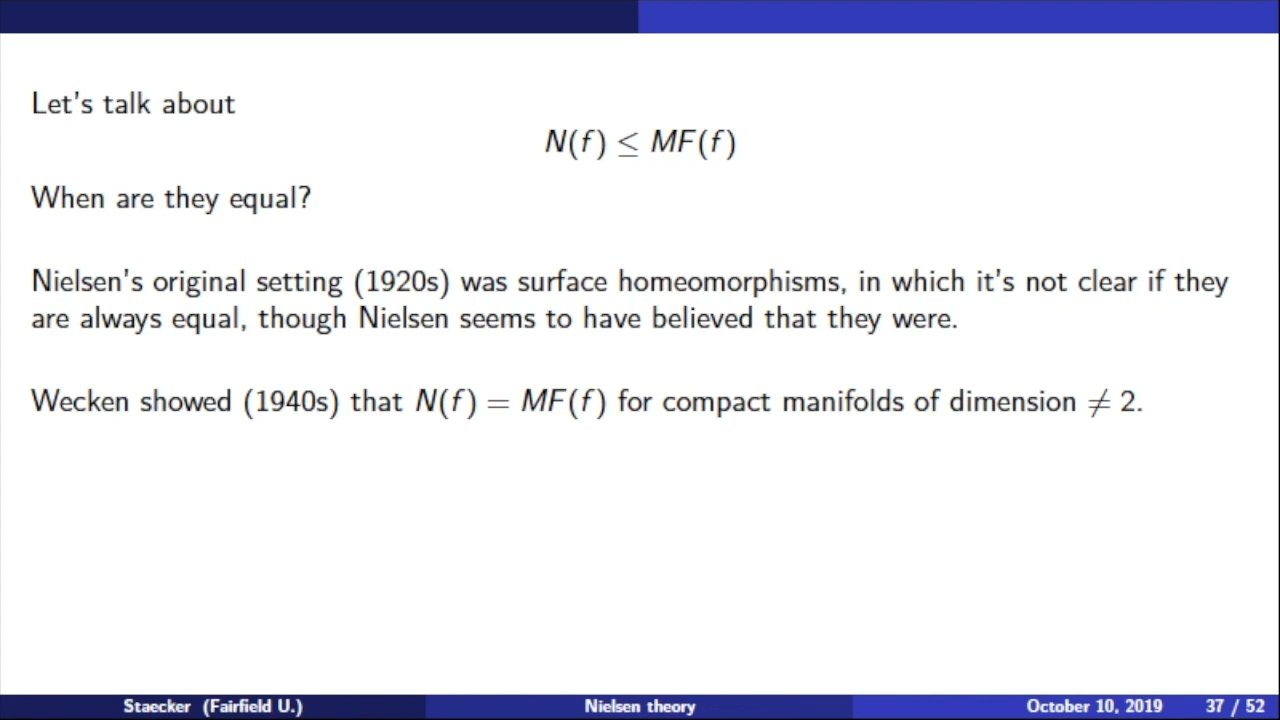 Let's talk about
N(f) ≤ MF(f)
When are they equal?
Nielsen's original setting (1920s) was surface homeomorphisms, in which it's not clear if they
are always equal, though Nielsen seems to have believed that they were.
Wecken showed (1940s) that N(f) = MF(f) for compact manifolds of dimension ≠ 2.
Staecker (Fairfield U.) Nielsen theory October 10, 2019 37 / 52